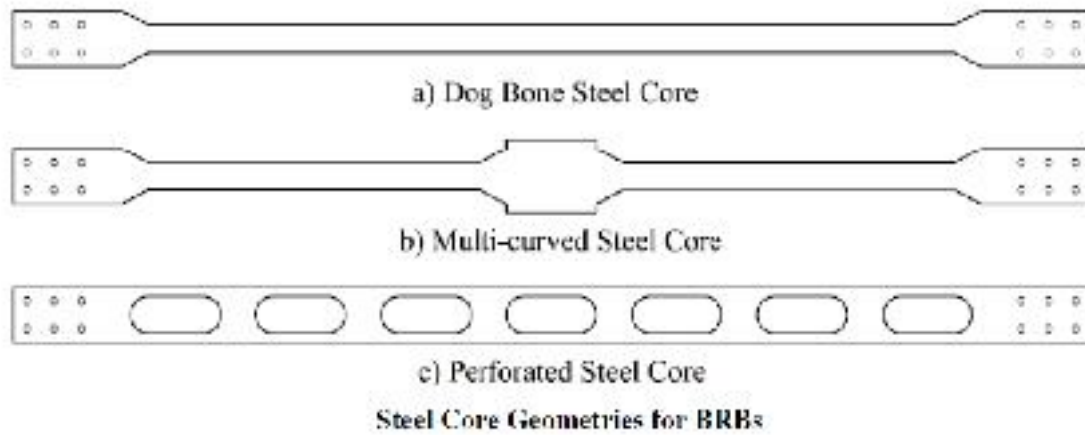 a) Dog Bone Steel Core
b) Multi-curved Steel Core
c) Perforated Steel Core
Steel Core Geometries for BRBs